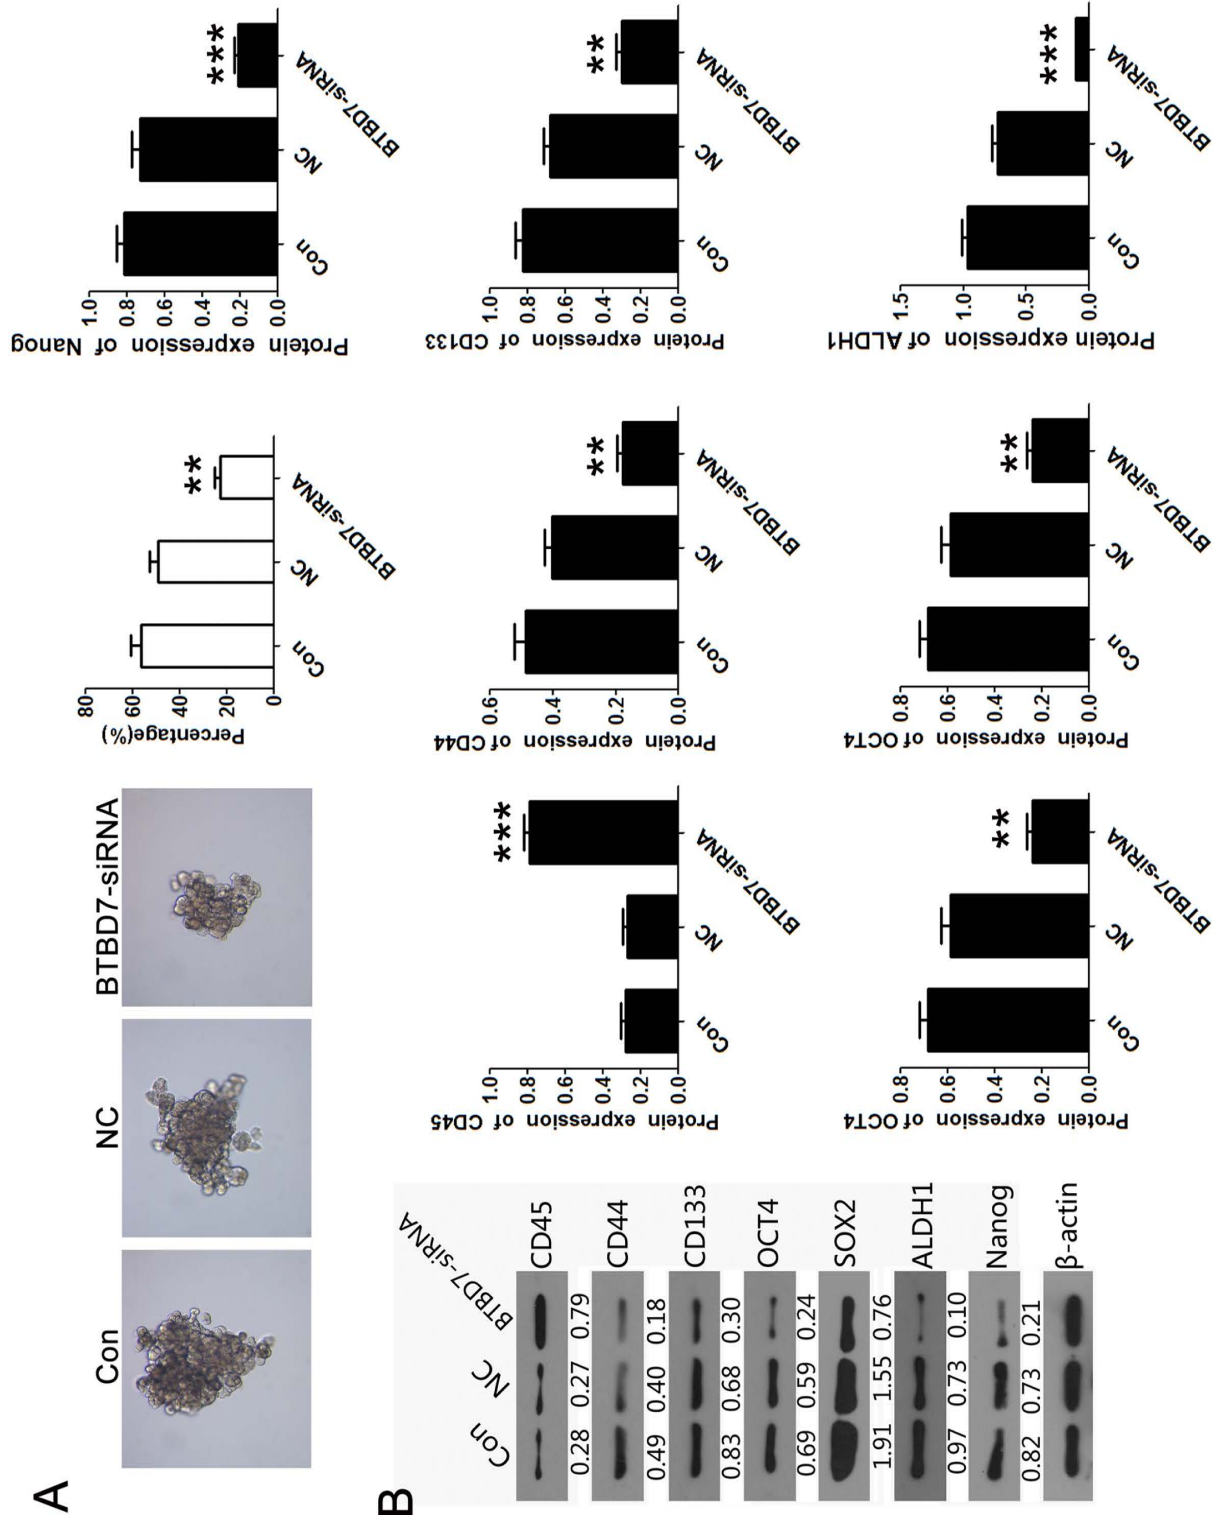 A
Con
NC
BTBD7-siRNA
Percentage(%)
80
60
40
20
0
Con
NC
BTBD7-siRNA
**
Protein expression of Nanog
1.0
0.8
0.6
0.4
0.2
0.0
Con
NC
BTBD7-siRNA
***
B
Con
NC
BTBD7-siRNA
CD45
0.28 0.27 0.79
CD44
0.49 0.40 0.18
CD133
0.83 0.68 0.30
OCT4
0.69 0.59 0.24
SOX2
1.91 1.55 0.76
ALDH1
0.97 0.73 0.10
Nanog
0.82 0.73 0.21
β-actin
Protein expression of CD45
1.0
0.8
0.6
0.4
0.2
0.0
Con
NC
BTBD7-siRNA
***
Protein expression of CD44
0.6
0.4
0.2
0.0
Con
NC
BTBD7-siRNA
**
Protein expression of CD133
1.0
0.8
0.6
0.4
0.2
0.0
Con
NC
BTBD7-siRNA
**
Protein expression of OCT4
0.8
0.6
0.4
0.2
0.0
Con
NC
BTBD7-siRNA
**
Protein expression of OCT4
0.8
0.6
0.4
0.2
0.0
Con
NC
BTBD7-siRNA
**
Protein expression of ALDH1
1.5
1.0
0.5
0.0
Con
NC
BTBD7-siRNA
***